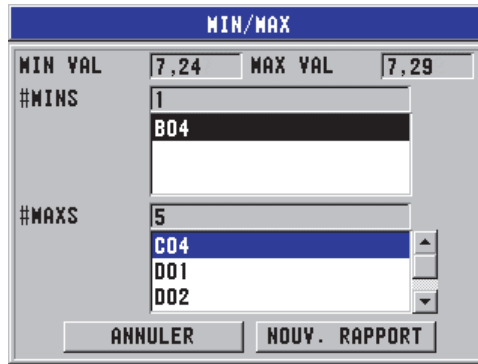 MIN/MAX
MIN VAL 7,24 MAX VAL 7,29
#MINS 1
B04
#MAXS 5
C04
D01
D02
ANNULER NOUV. RAPPORT